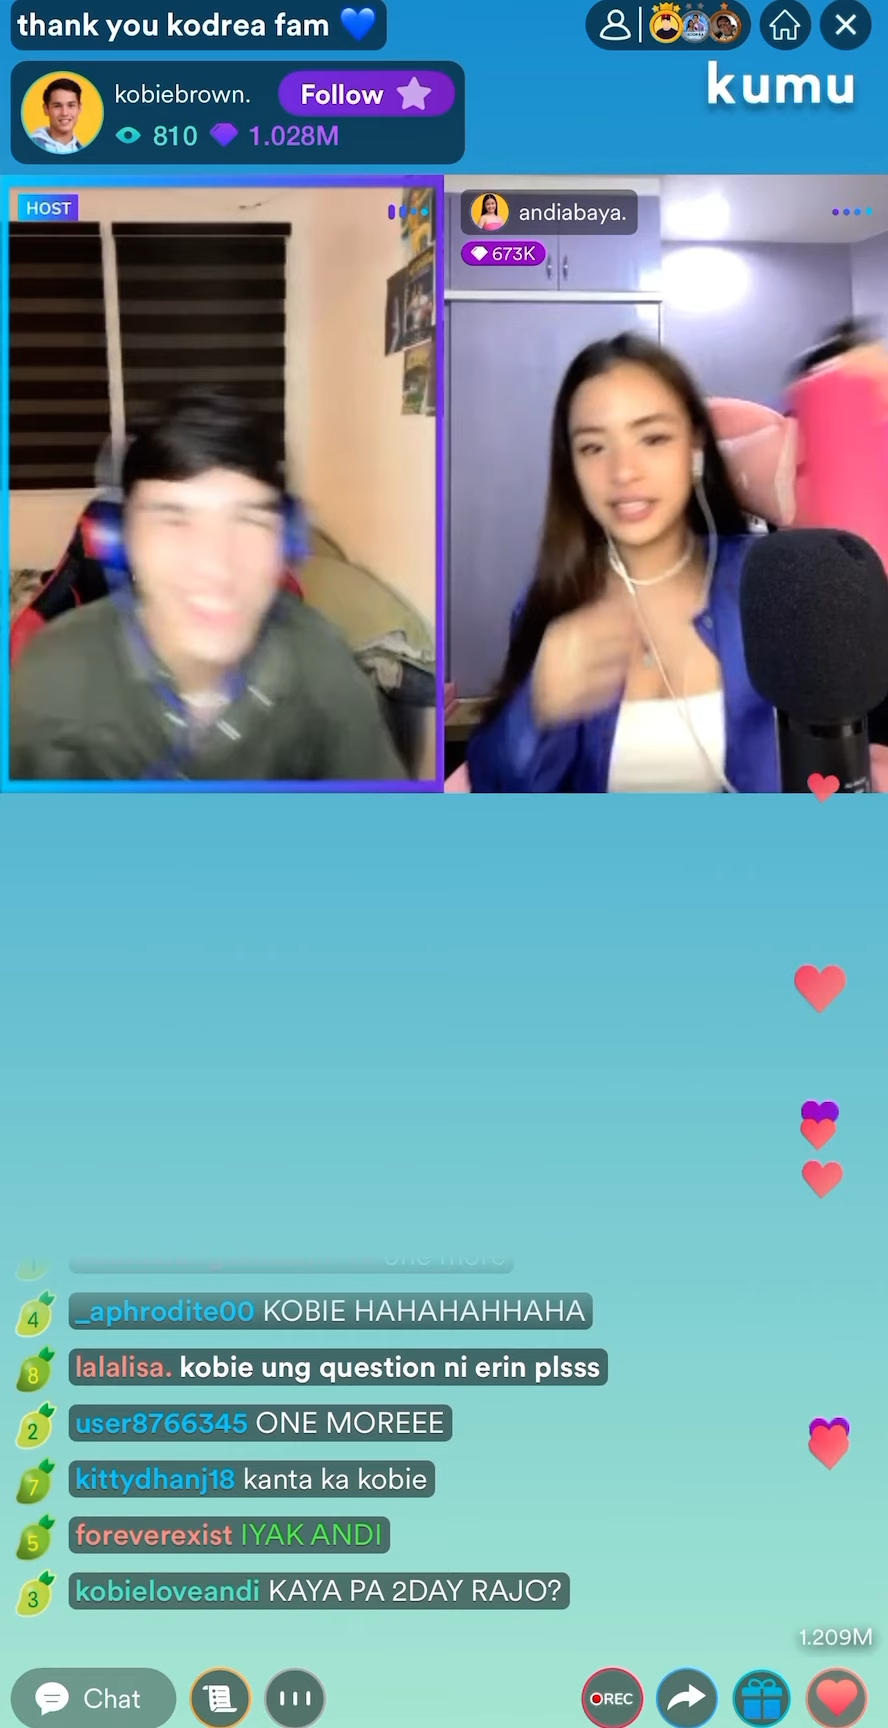 thank you kodrea fam 💙
kumu
kobiebrown. Follow
810 1.028M
HOST
andiabaya.
673K
one more
4 _aphrodite00 KOBIE HAHAHAHHAHA
8 lalalisa. kobie ung question ni erin plsss
2 user8766345 ONE MOREEE
7 kittydhanj18 kanta ka kobie
5 foreverexist IYAK ANDI
3 kobieloveandi KAYA PA 2DAY RAJO?
1.209M
Chat
REC